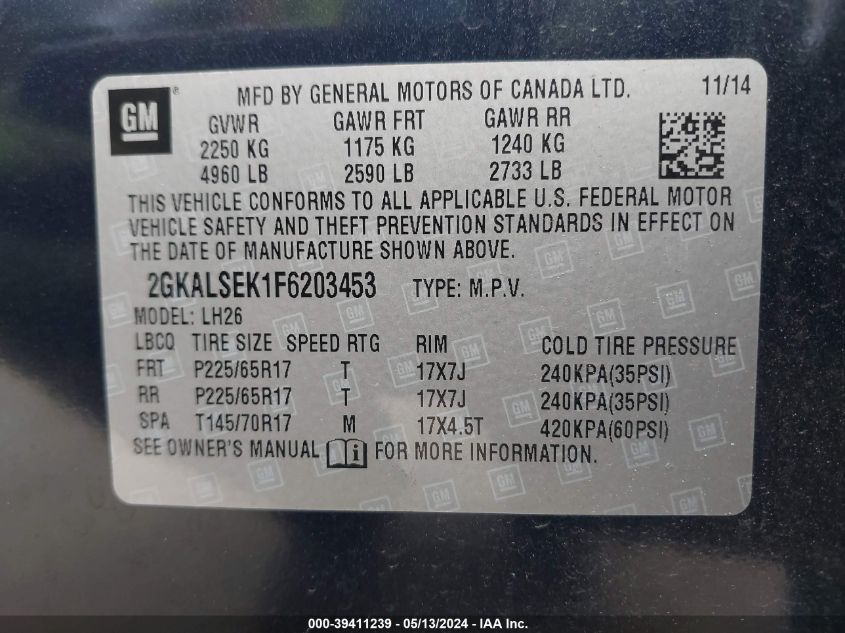 GM ® MFD BY GENERAL MOTORS OF CANADA LTD. 11/14
GVWR GAWR FRT GAWR RR
2250 KG 1175 KG 1240 KG
4960 LB 2590 LB 2733 LB
THIS VEHICLE CONFORMS TO ALL APPLICABLE U.S. FEDERAL MOTOR
VEHICLE SAFETY AND THEFT PREVENTION STANDARDS IN EFFECT ON
THE DATE OF MANUFACTURE SHOWN ABOVE.
2GKALSEK1F6203453 TYPE: M.P.V.
MODEL: LH26
LBCQ TIRE SIZE SPEED RTG RIM COLD TIRE PRESSURE
FRT P225/65R17 T 17X7J 240KPA(35PSI)
RR P225/65R17 T 17X7J 240KPA(35PSI)
SPA T145/70R17 M 17X4.5T 420KPA(60PSI)
SEE OWNER'S MANUAL i FOR MORE INFORMATION.
000-39411239 - 05/13/2024 - IAAI, Inc.